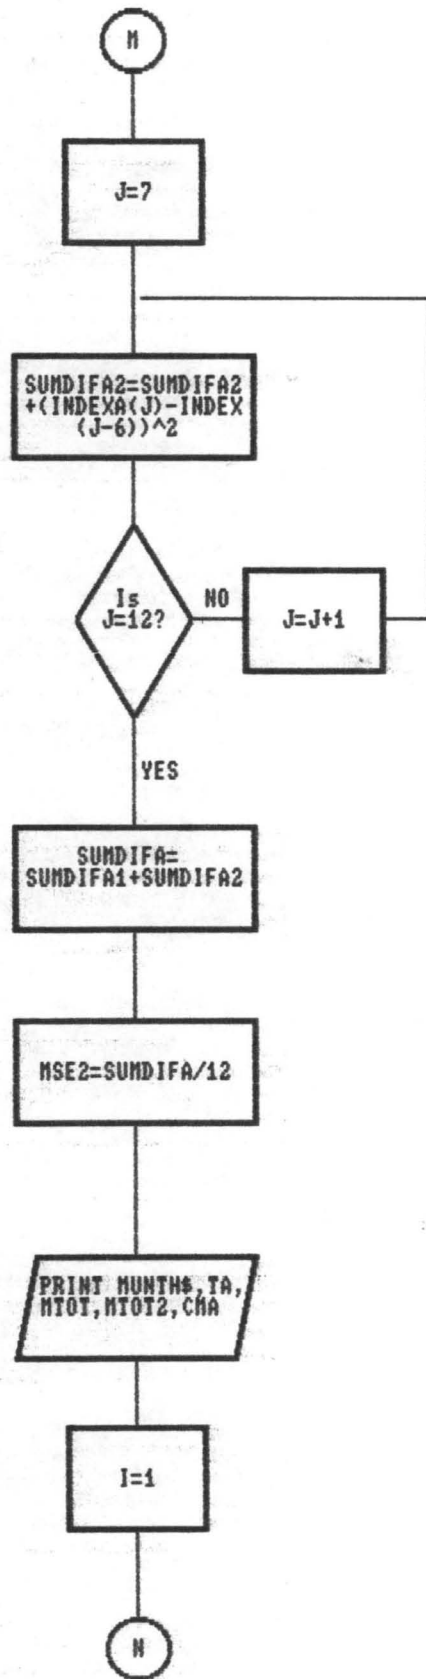 M
J=7
SUMDIFA2=SUMDIFA2
+(INDEXA(J)-INDEX
(J-6))^2
Is
J=12?
NO
J=J+1
YES
SUMDIFA=
SUMDIFA1+SUMDIFA2
MSE2=SUMDIFA/12
PRINT MUNTH$,TA,
MTOT,MTOT2,CMA
I=1
N